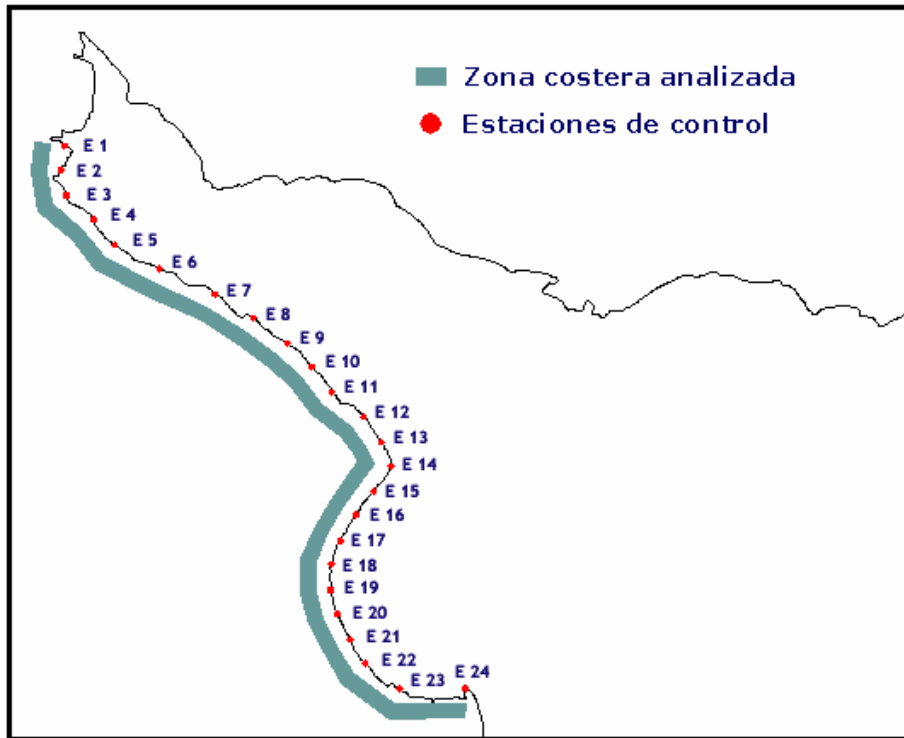 Zona costera analizada
Estaciones de control
E 1
E 2
E 3
E 4
E 5
E 6
E 7
E 8
E 9
E 10
E 11
E 12
E 13
E 14
E 15
E 16
E 17
E 18
E 19
E 20
E 21
E 22
E 23
E 24